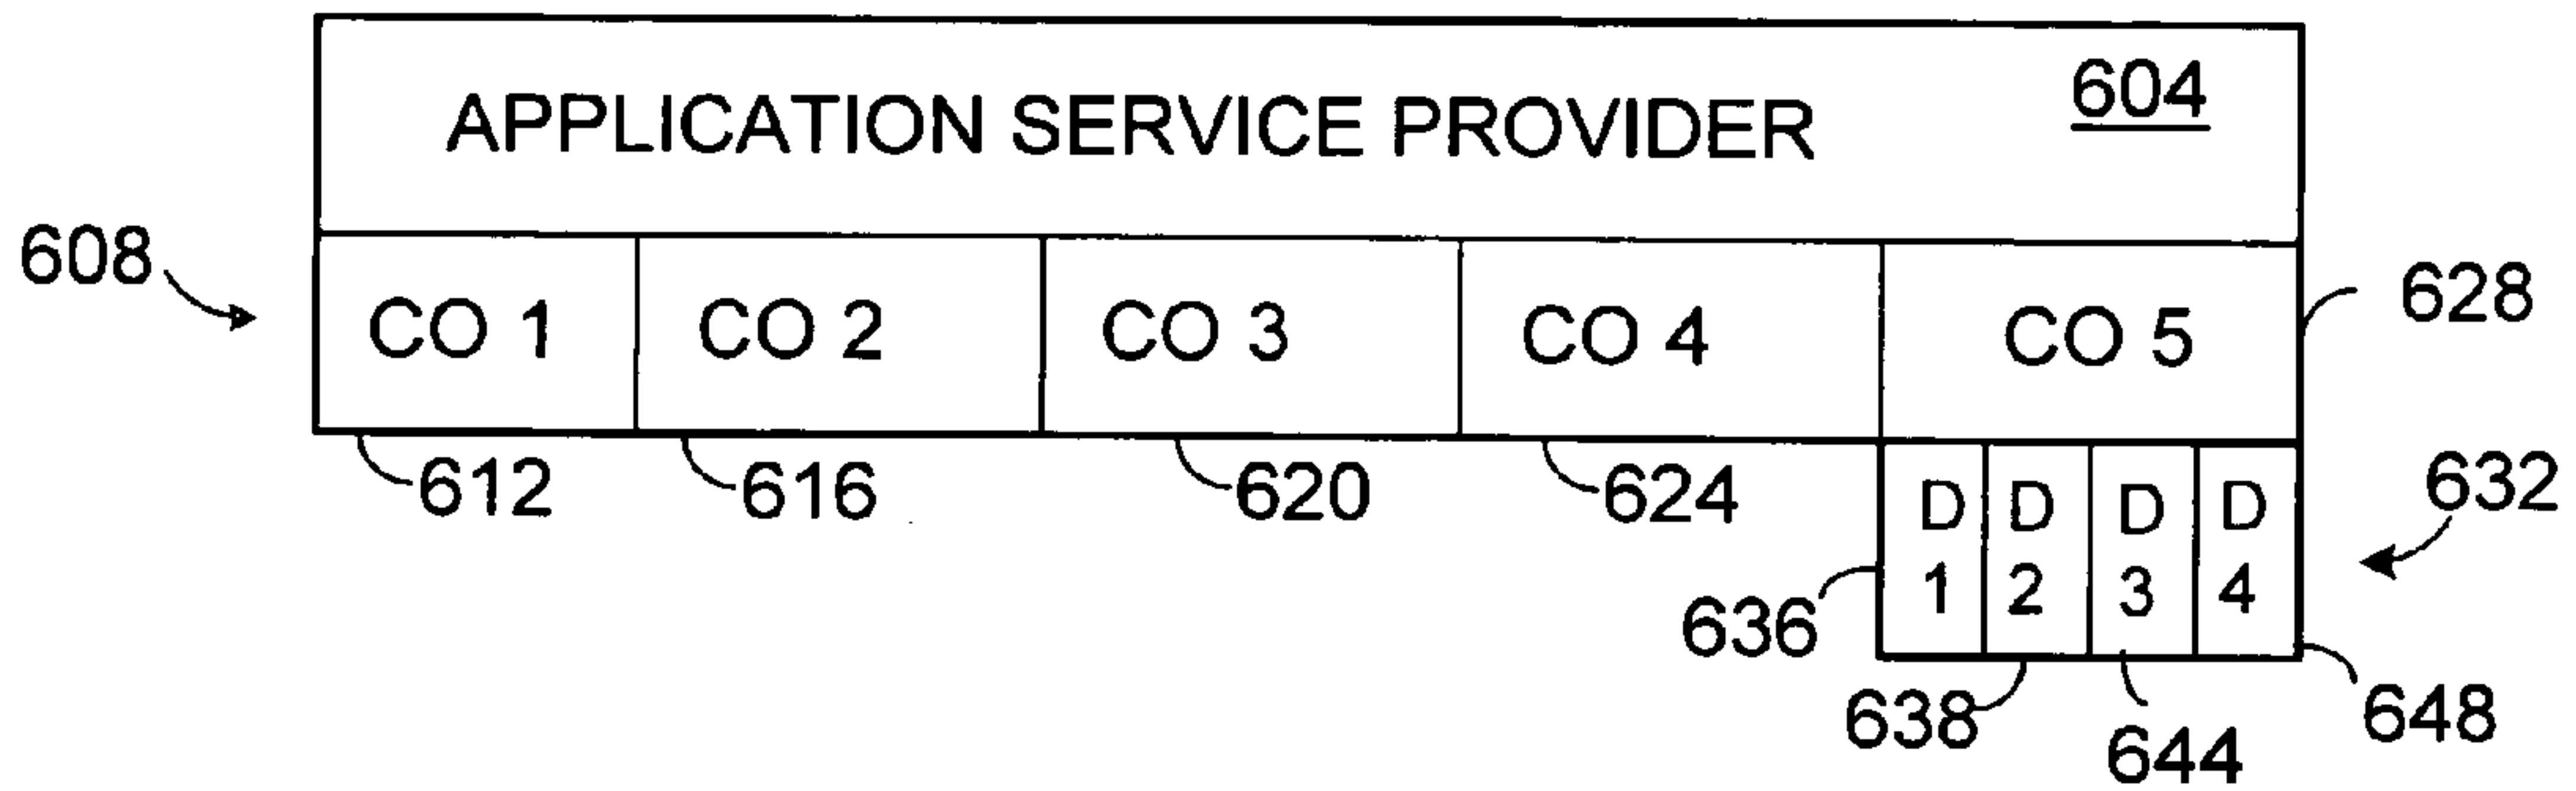 604
APPLICATION SERVICE PROVIDER
608
CO 1
CO 2
CO 3
CO 4
CO 5
628
612
616
620
624
632
D
1
D
2
D
3
D
4
636
638
644
648